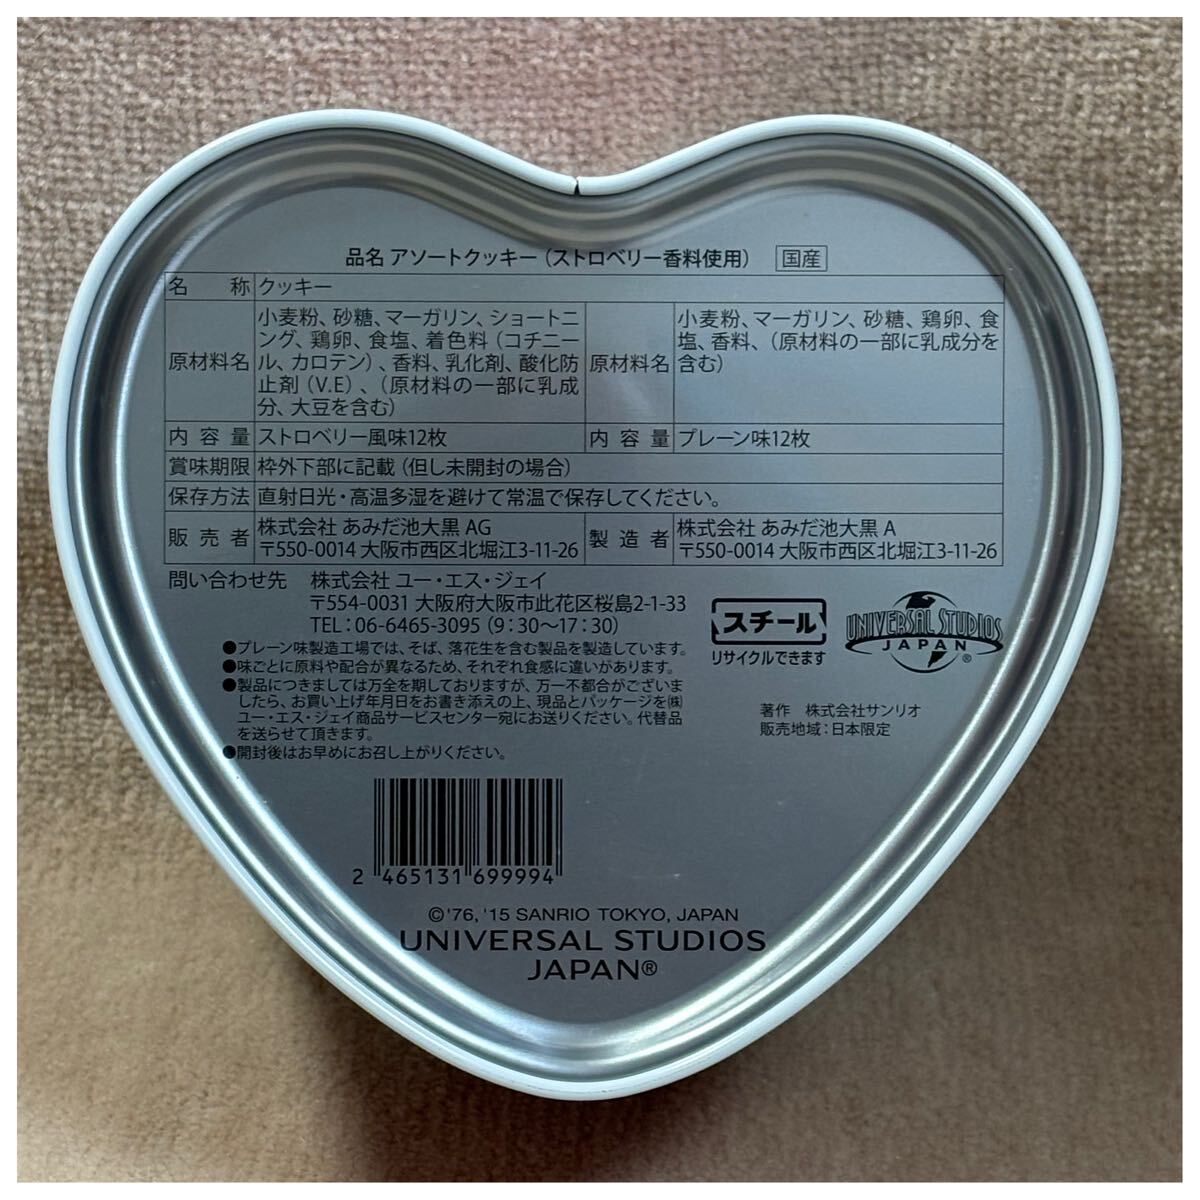 品名 アソートクッキー（ストロベリー香料使用） 国産
名 称 クッキー
原材料名 小麦粉、砂糖、マーガリン、ショートニ
ング、鶏卵、食塩、着色料（コチニー
ル、カロテン）、香料、乳化剤、酸化防
止剤（V.E）、（原材料の一部に乳成
分、大豆を含む）
原材料名 小麦粉、マーガリン、砂糖、鶏卵、食
塩、香料、（原材料の一部に乳成分を
含む）
内 容 量 ストロベリー風味12枚 内 容 量 プレーン味12枚
賞味期限 枠外下部に記載（但し未開封の場合）
保存方法 直射日光・高温多湿を避けて常温で保存してください。
販 売 者 株式会社 あみだ池大黒 AG
〒550-0014 大阪市西区北堀江3-11-26
製 造 者 株式会社 あみだ池大黒 A
〒550-0014 大阪市西区北堀江3-11-26
問い合わせ先 株式会社 ユー・エス・ジェイ
〒554-0031 大阪府大阪市此花区桜島2-1-33
TEL：06-6465-3095（9：30〜17：30）
●プレーン味製造工場では、そば、落花生を含む製品を製造しています。
●味ごとに原料や配合が異なるため、それぞれ食感に違いがあります。
●製品につきましては万全を期しておりますが、万一不都合がございま
したら、お買い上げ年月日をお書き添えの上、現品とパッケージを㈱
ユー・エス・ジェイ商品サービスセンター宛にお送りください。代替品
を送らせて頂きます。
●開封後はお早めにお召し上がりください。
スチール
リサイクルできます
UNIVERSAL STUDIOS
JAPAN®
著作 株式会社サンリオ
販売地域：日本限定
2 465131 699994
©'76, '15 SANRIO TOKYO, JAPAN
UNIVERSAL STUDIOS
JAPAN®